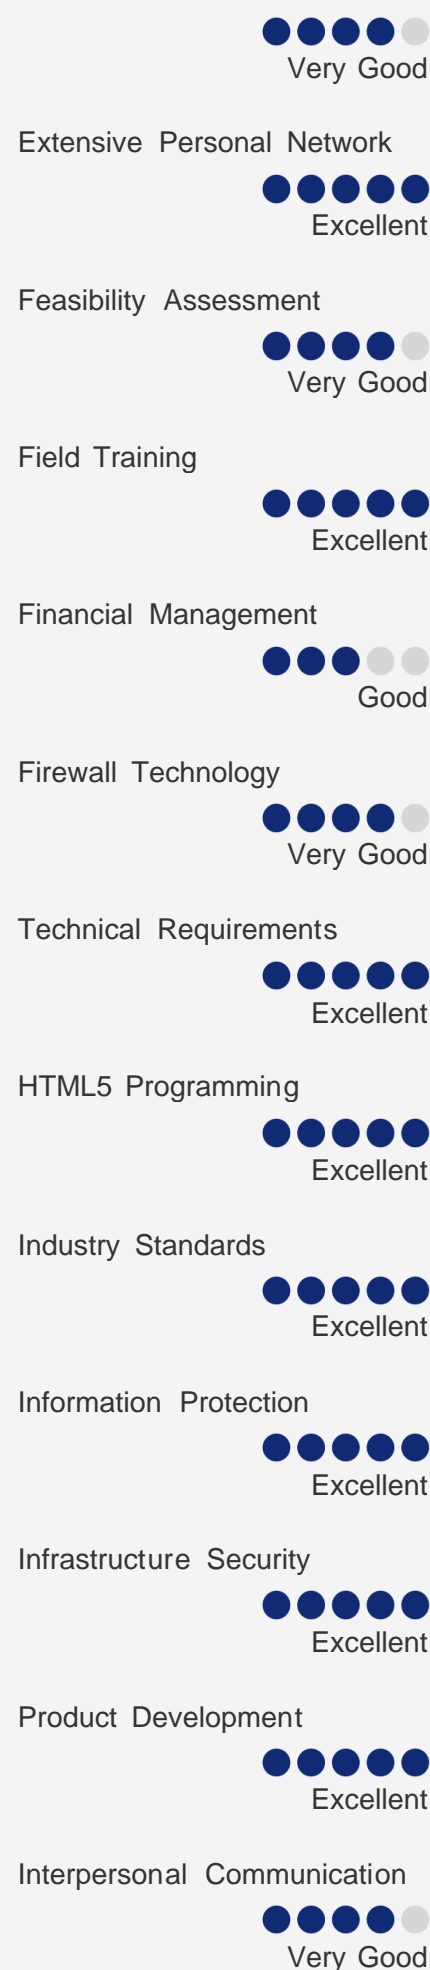 Very Good
Extensive Personal Network
Excellent
Feasibility Assessment
Very Good
Field Training
Excellent
Financial Management
Good
Firewall Technology
Very Good
Technical Requirements
Excellent
HTML5 Programming
Excellent
Industry Standards
Excellent
Information Protection
Excellent
Infrastructure Security
Excellent
Product Development
Excellent
Interpersonal Communication
Very Good